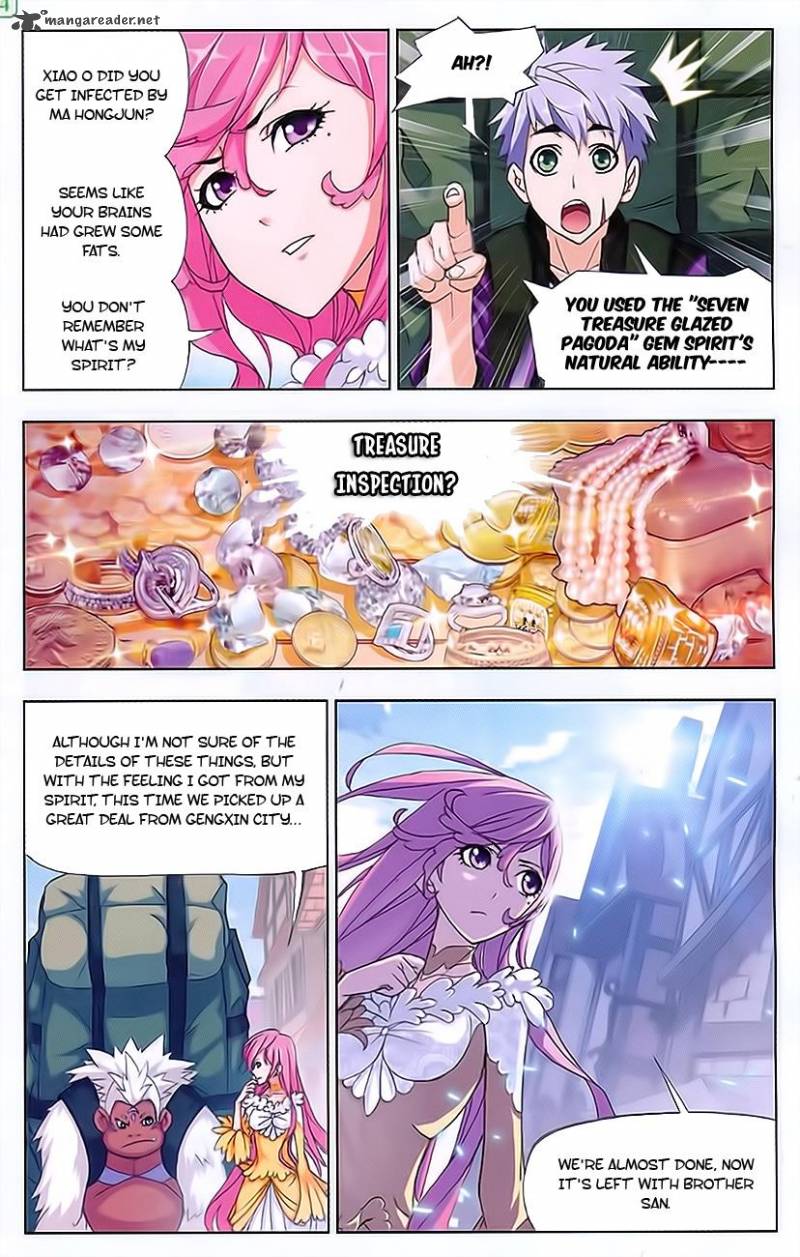 4
mangareader.net
XIAO O DID YOU
GET INFECTED BY
MA HONGJUN?
SEEMS LIKE
YOUR BRAINS
HAD GREW SOME
FATS.
YOU DON'T
REMEMBER
WHAT'S MY
SPIRIT?
AH?!
YOU USED THE "SEVEN
TREASURE GLAZED
PAGODA" GEM SPIRIT'S
NATURAL ABILITY----
TREASURE
INSPECTION?
ALTHOUGH I'M NOT SURE OF THE
DETAILS OF THESE THINGS, BUT
WITH THE FEELING I GOT FROM MY
SPIRIT, THIS TIME WE PICKED UP A
GREAT DEAL FROM GENGXIN CITY...
WE'RE ALMOST DONE, NOW
IT'S LEFT WITH BROTHER
SAN.